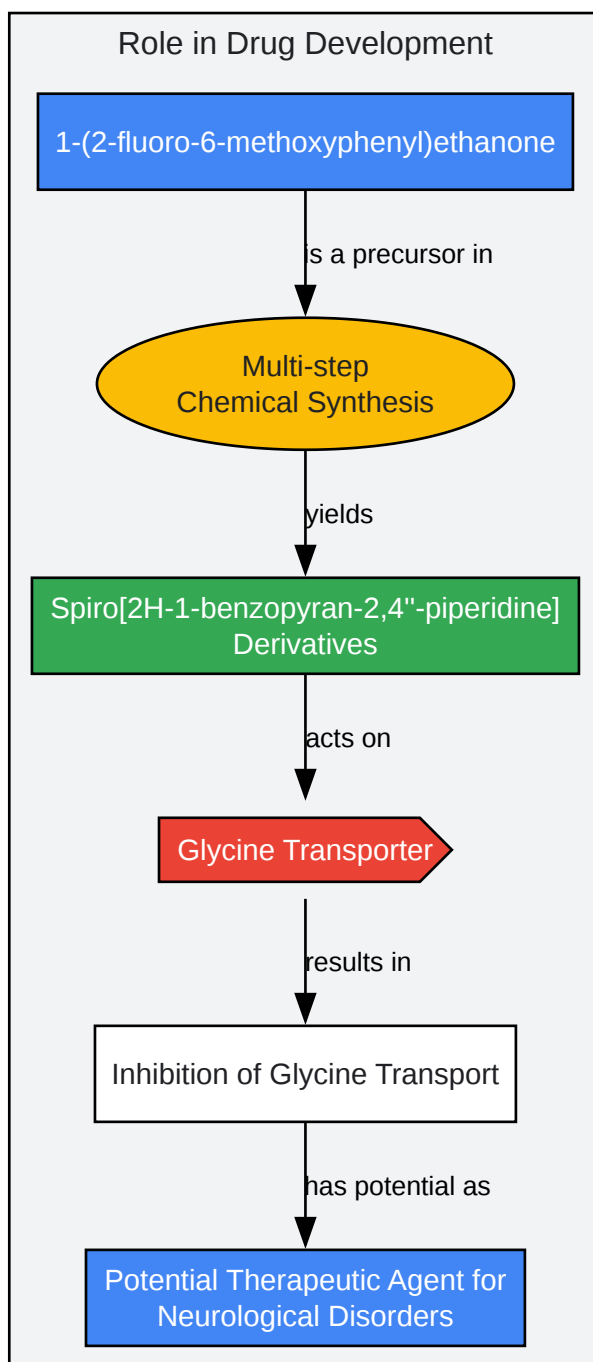 Role in Drug Development
1-(2-fluoro-6-methoxyphenyl)ethanone
is a precursor in
Multi-step
Chemical Synthesis
yields
Spiro[2H-1-benzopyran-2,4''-piperidine]
Derivatives
acts on
Glycine Transporter
results in
Inhibition of Glycine Transport
has potential as
Potential Therapeutic Agent for
Neurological Disorders